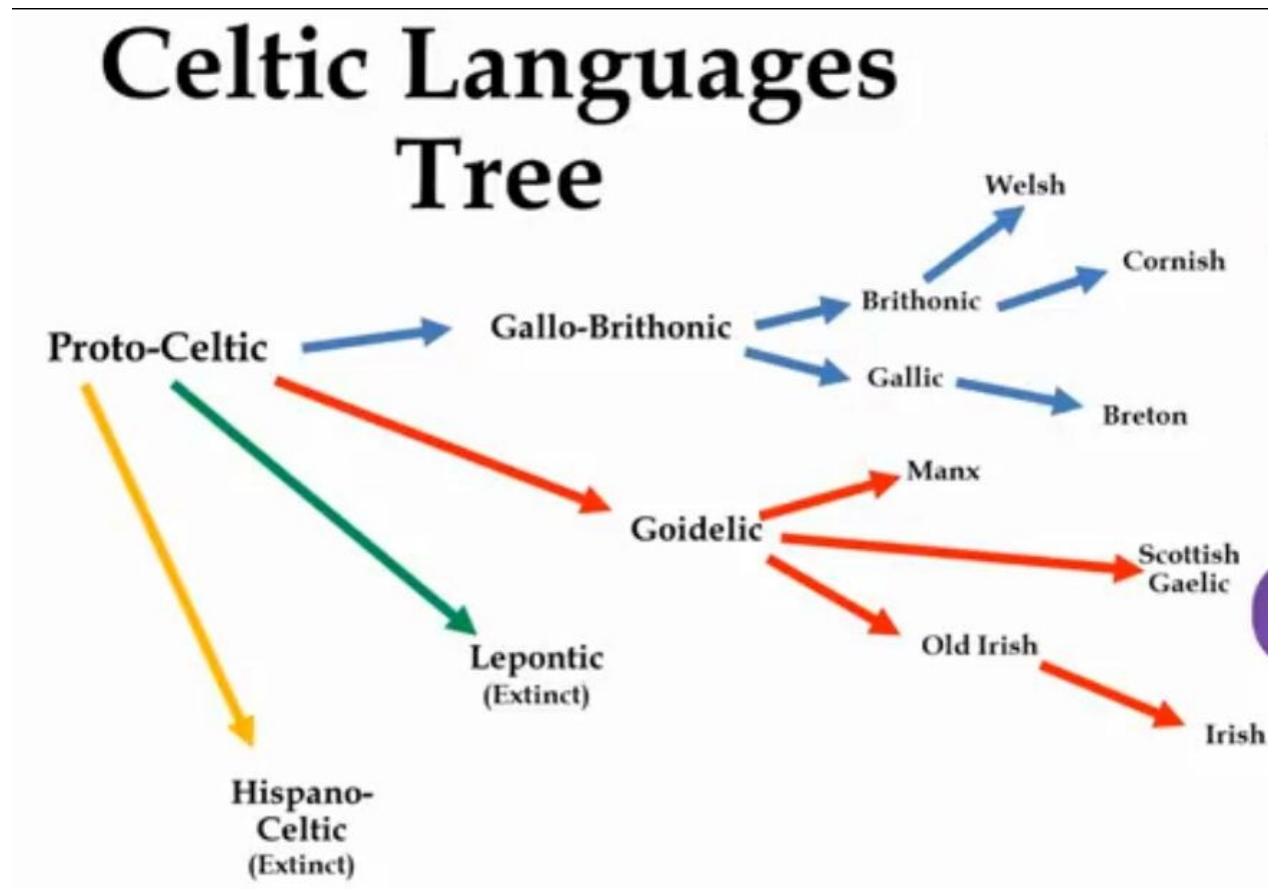 Celtic Languages
Tree
Welsh
Cornish
Brithonic
Gallo-Brithonic
Proto-Celtic
Gallic
Breton
Manx
Goidelic
Scottish
Gaelic
Old Irish
Lepontic
(Extinct)
Irish
Hispano-
Celtic
(Extinct)